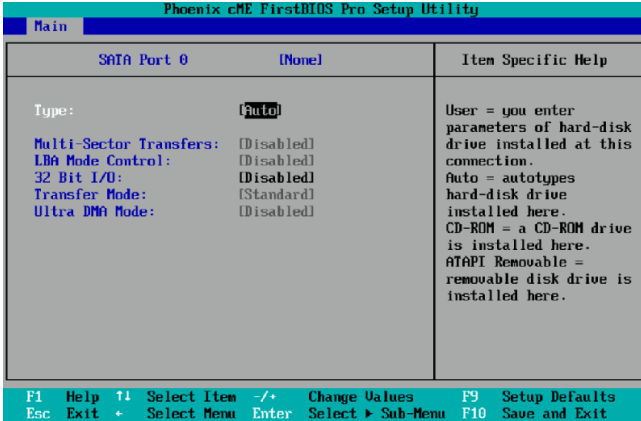 Phoenix cME FirstBIOS Pro Setup Utility
Main
SATA Port 0 [None]
Item Specific Help
Type: [Auto]
Multi-Sector Transfers: [Disabled]
LBA Mode Control: [Disabled]
32 Bit I/O: [Disabled]
Transfer Mode: [Standard]
Ultra DMA Mode: [Disabled]
User = you enter
parameters of hard-disk
drive installed at this
connection.
Auto = autotypes
hard-disk drive
installed here.
CD-ROM = a CD-ROM drive
is installed here.
ATAPI Removable =
removable disk drive is
installed here.
F1 Help ↑↓ Select Item -/+ Change Values F9 Setup Defaults
Esc Exit ← Select Menu Enter Select ▶ Sub-Menu F10 Save and Exit